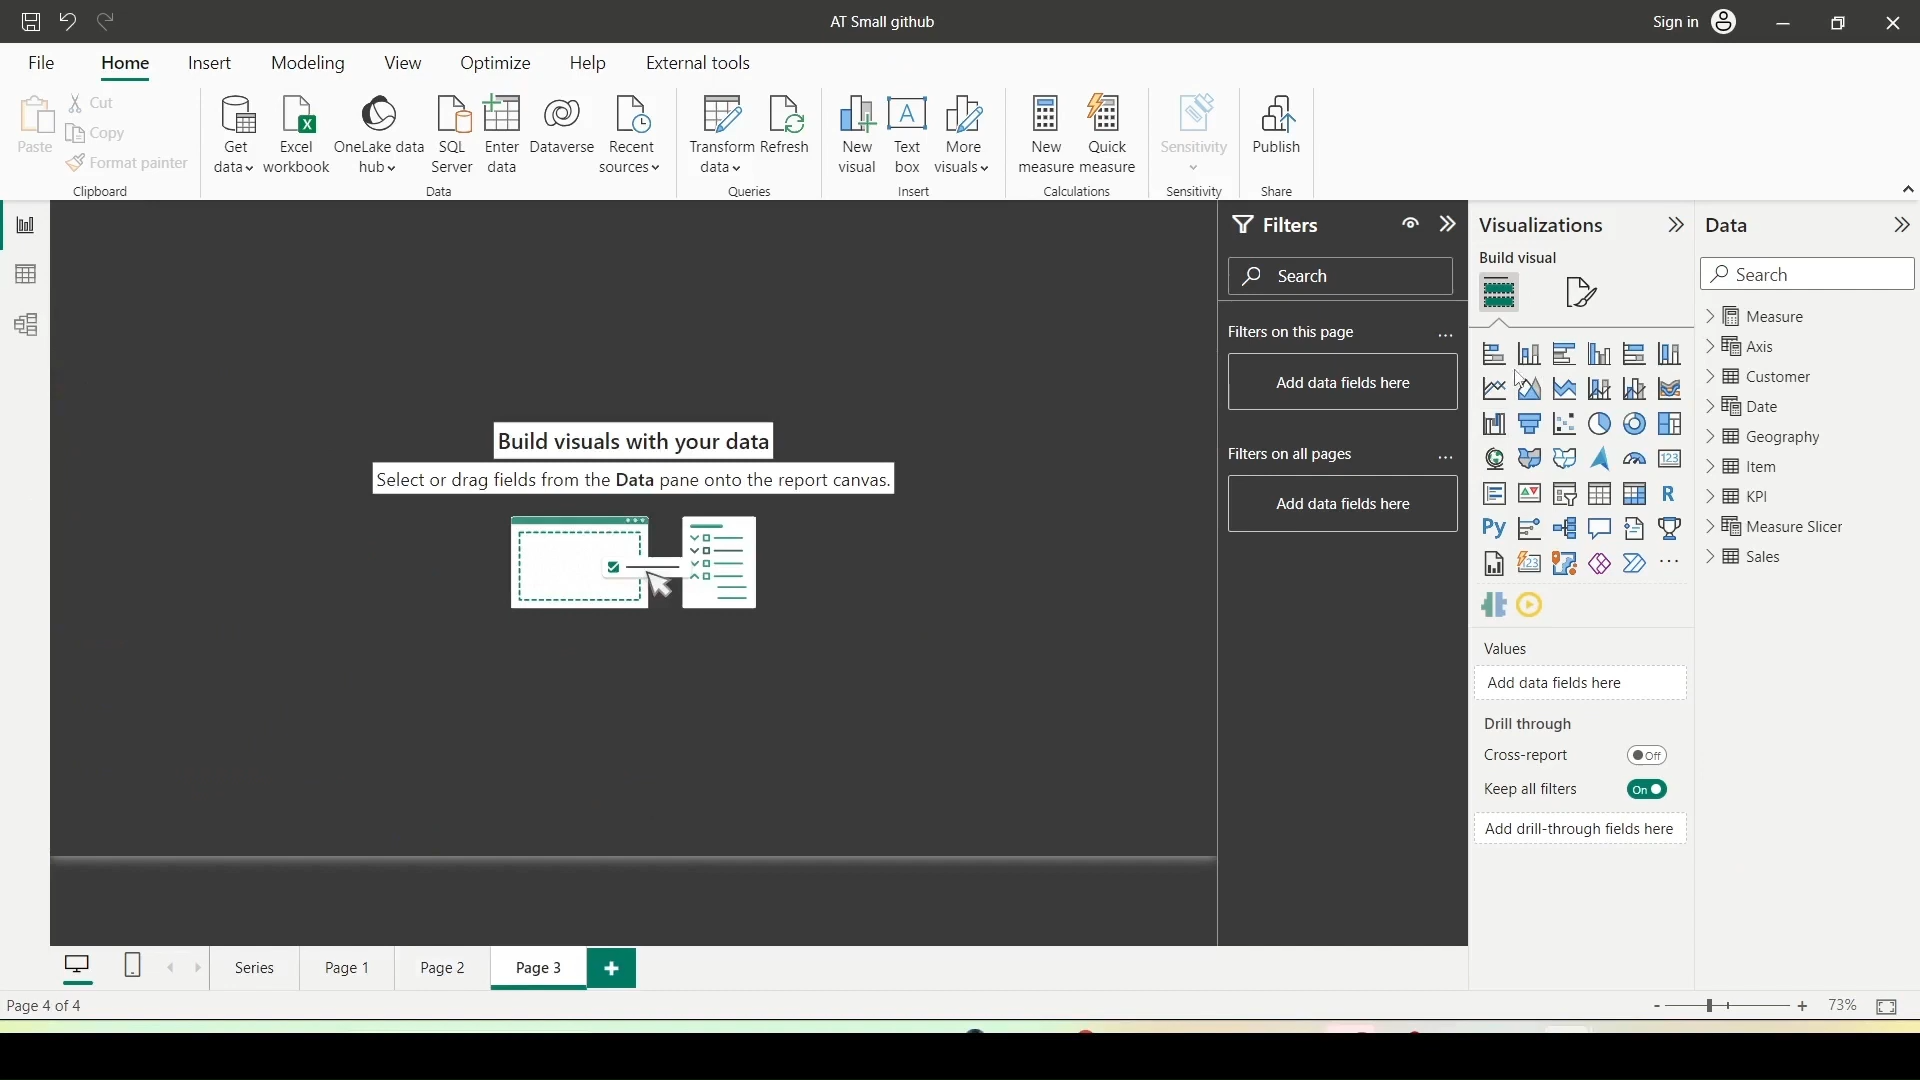 AT Small github
Sign in
File
Home
Insert
Modeling
View
Optimize
Help
External tools
Paste
Cut
Copy
Format painter
Clipboard
Get
data
Excel
workbook
OneLake data
hub
SQL
Server
Enter
data
Dataverse
Recent
sources
Data
Transform
data
Refresh
Queries
New
visual
Text
box
More
visuals
Insert
New
measure
Quick
measure
Calculations
Sensitivity
Sensitivity
Publish
Share
Build visuals with your data
Select or drag fields from the Data pane onto the report canvas.
Filters
Search
Filters on this page
...
Add data fields here
Filters on all pages
...
Add data fields here
Visualizations
Build visual
123
R
Py
123
...
Values
Add data fields here
Drill through
Cross-report
Off
Keep all filters
On
Add drill-through fields here
Data
Search
Measure
Axis
Customer
Date
Geography
Item
KPI
Measure Slicer
Sales
Series
Page 1
Page 2
Page 3
+
Page 4 of 4
-
+
73%